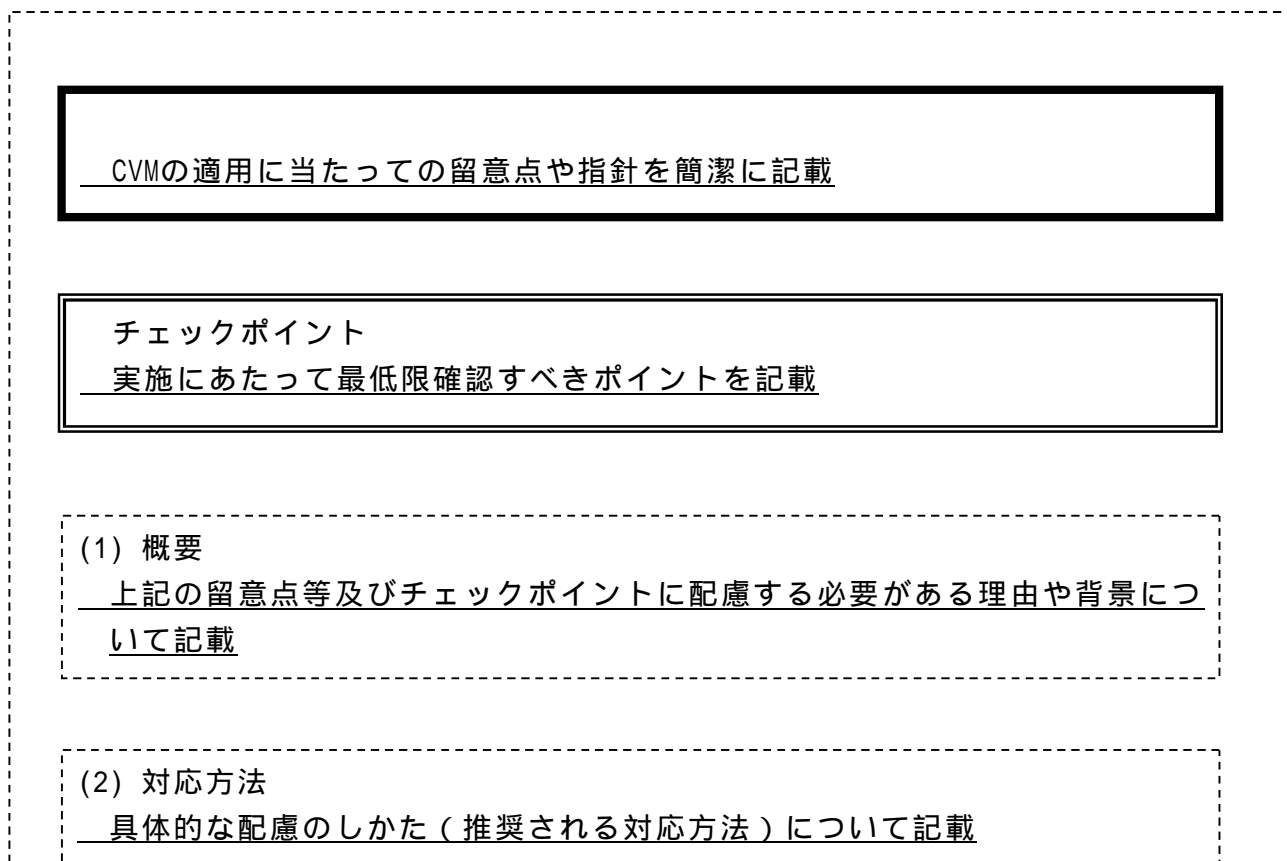 CVMの適用に当たっての留意点や指針を簡潔に記載
チェックポイント
実施にあたって最低限確認すべきポイントを記載
(1) 概要
上記の留意点等及びチェックポイントに配慮する必要がある理由や背景につ
いて記載
(2) 対応方法
具体的な配慮のしかた（推奨される対応方法）について記載